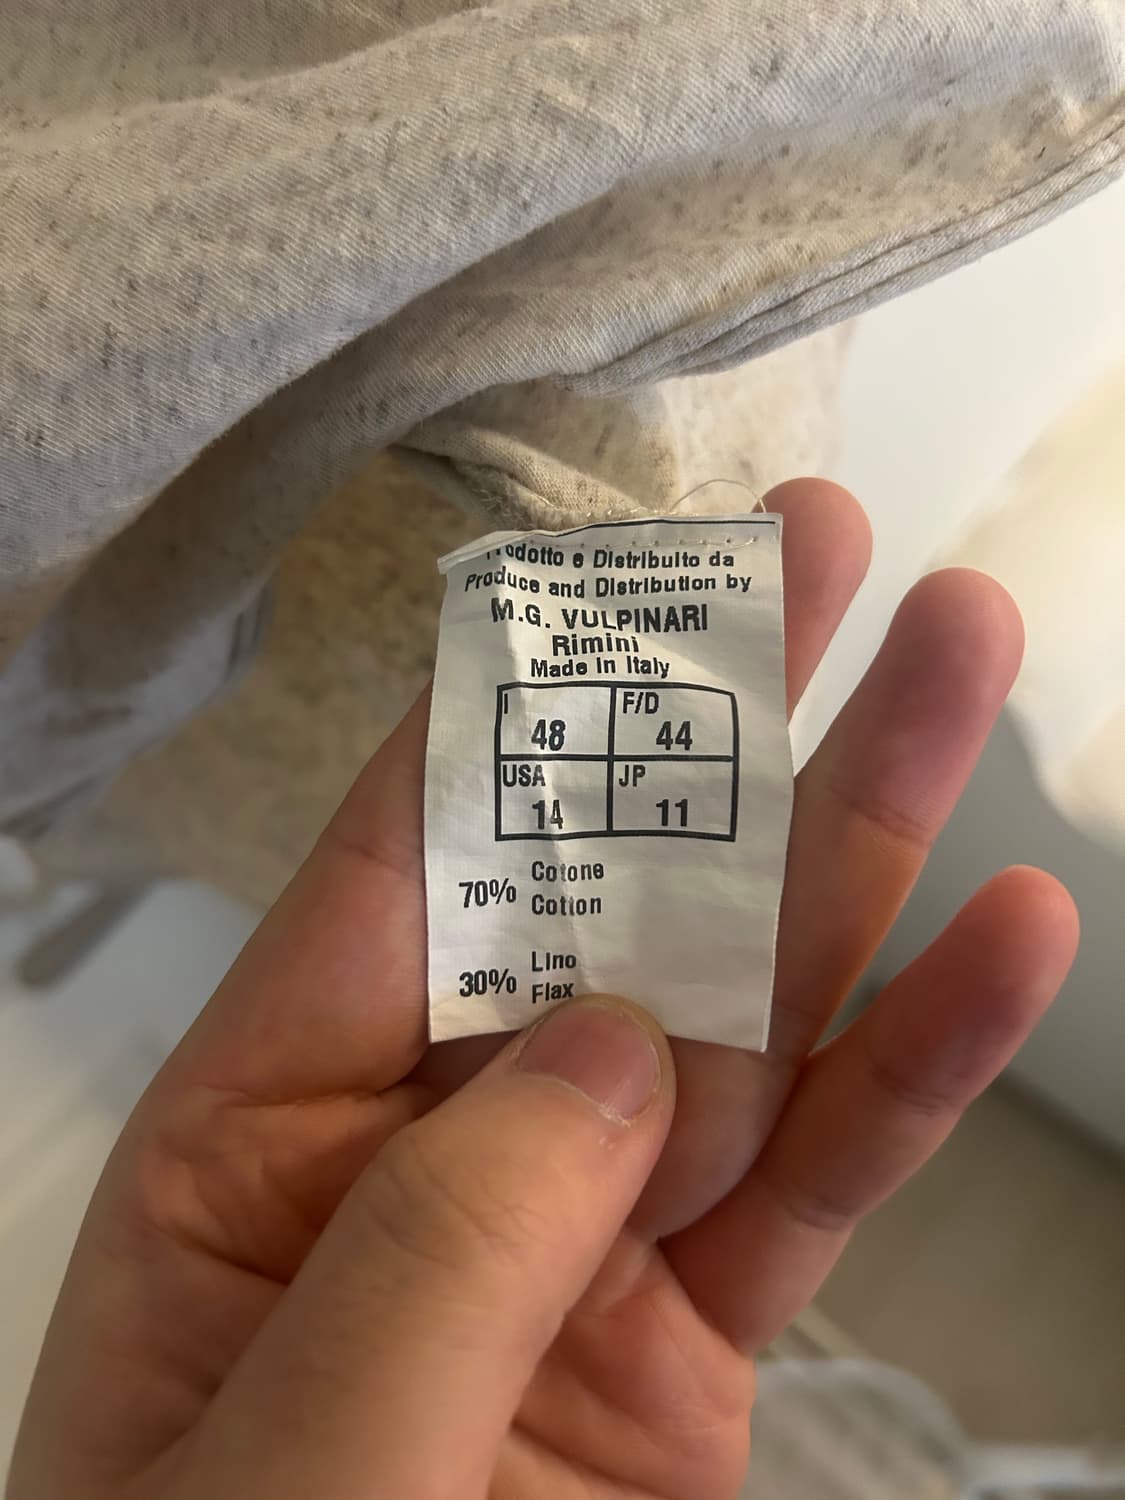 Prodotto e Distribuito da
Produce and Distribution by
M.G. VULPINARI
Rimini
Made in Italy
I F/D
48 44
USA JP
14 11
Cotone
70% Cotton
Lino
30% Flax